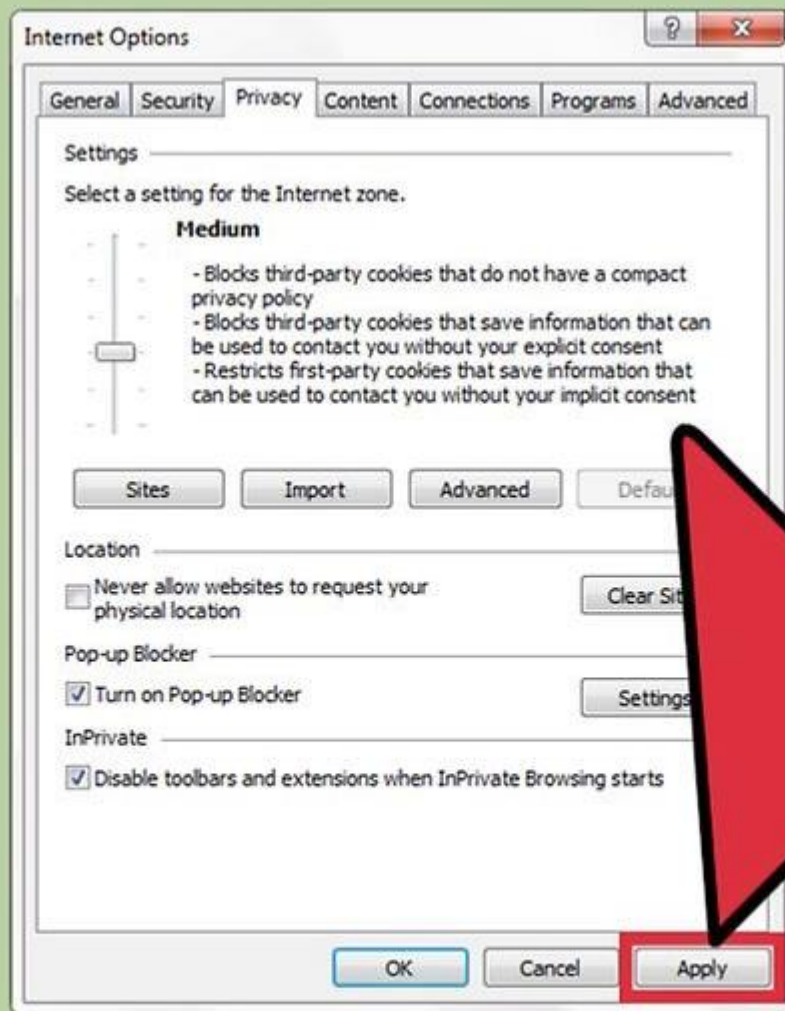 Internet Options
General Security Privacy Content Connections Programs Advanced
Settings
Select a setting for the Internet zone.
Medium
- Blocks third-party cookies that do not have a compact
privacy policy
- Blocks third-party cookies that save information that can
be used to contact you without your explicit consent
- Restricts first-party cookies that save information that
can be used to contact you without your implicit consent
Sites Import Advanced
Location
Never allow websites to request your
physical location
Clear
Pop-up Blocker
Turn on Pop-up Blocker
Settings
InPrivate
Disable toolbars and extensions when InPrivate Browsing starts
OK Cancel Apply